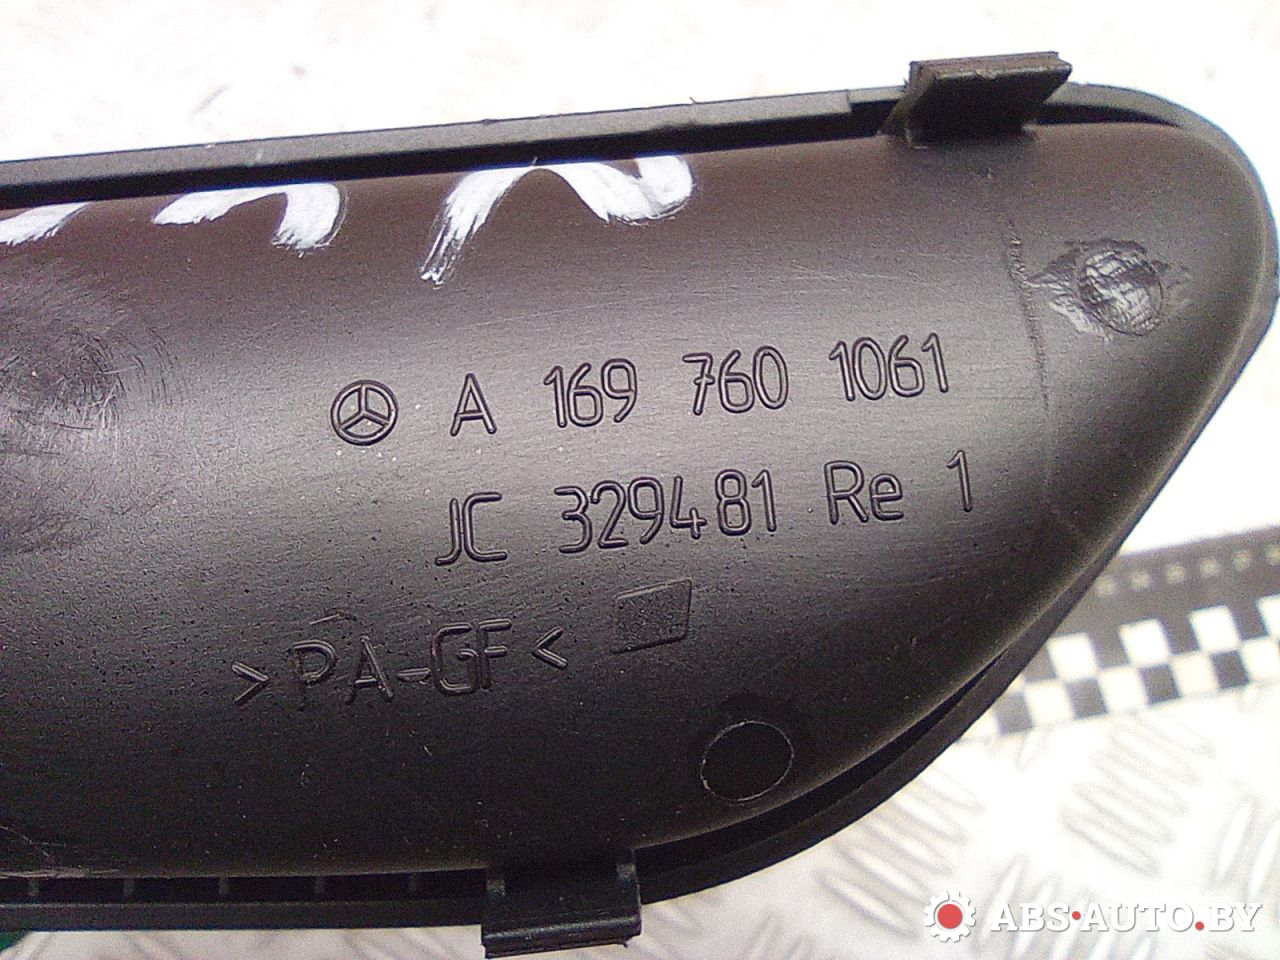 A 169 760 1061
JC 329481 Re 1
>PA-GF<
ABS-AUTO.BY